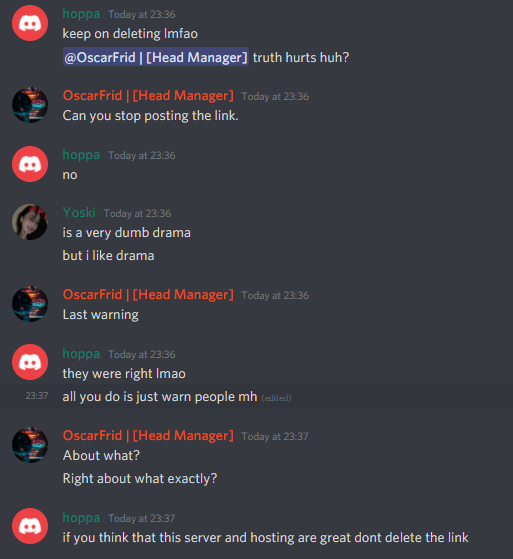 hoppa Today at 23:36
keep on deleting lmfao
@OscarFrid | [Head Manager] truth hurts huh?
OscarFrid | [Head Manager] Today at 23:36
Can you stop posting the link.
hoppa Today at 23:36
no
Yoski Today at 23:36
is a very dumb drama
but i like drama
OscarFrid | [Head Manager] Today at 23:36
Last warning
hoppa Today at 23:36
they were right lmao
23:37 all you do is just warn people mh (edited)
OscarFrid | [Head Manager] Today at 23:37
About what?
Right about what exactly?
hoppa Today at 23:37
if you think that this server and hosting are great dont delete the link